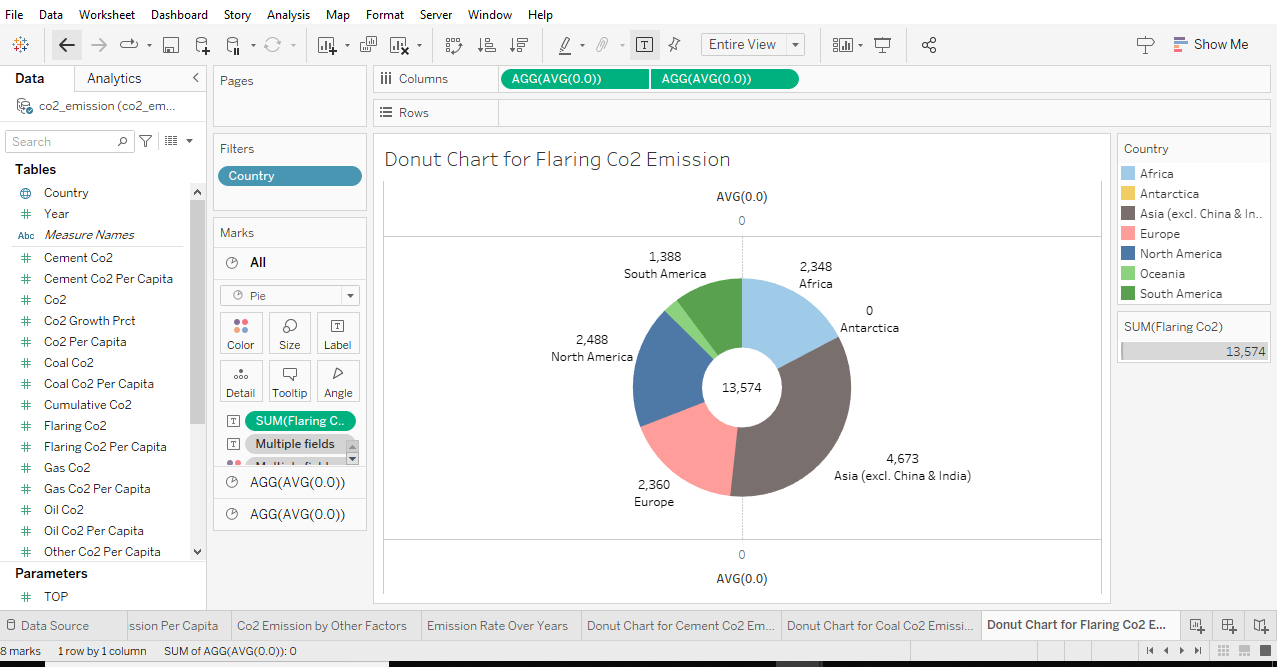 File Data Worksheet Dashboard Story Analysis Map Format Server Window Help
Entire View
Show Me
Data Analytics
co2_emission (co2_em...
Search
Tables
Country
Year
Abc Measure Names
Cement Co2
Cement Co2 Per Capita
Co2
Co2 Growth Prct
Co2 Per Capita
Coal Co2
Coal Co2 Per Capita
Cumulative Co2
Flaring Co2
Flaring Co2 Per Capita
Gas Co2
Gas Co2 Per Capita
Oil Co2
Oil Co2 Per Capita
Other Co2 Per Capita
Parameters
TOP
Pages
Filters
Country
Marks
All
Pie
Color Size Label
Detail Tooltip Angle
SUM(Flaring C..
Multiple fields
AGG(AVG(0.0))
AGG(AVG(0.0))
Columns AGG(AVG(0.0)) AGG(AVG(0.0))
Rows
Donut Chart for Flaring Co2 Emission
AVG(0.0)
0
1,388
South America
2,348
Africa
0
Antarctica
2,488
North America
13,574
4,673
Asia (excl. China & India)
2,360
Europe
0
AVG(0.0)
Country
Africa
Antarctica
Asia (excl. China & In..
Europe
North America
Oceania
South America
SUM(Flaring Co2)
13,574
Data Source ssion Per Capita Co2 Emission by Other Factors Emission Rate Over Years Donut Chart for Cement Co2 Em... Donut Chart for Coal Co2 Emissi... Donut Chart for Flaring Co2 E...
8 marks 1 row by 1 column SUM of AGG(AVG(0.0)): 0